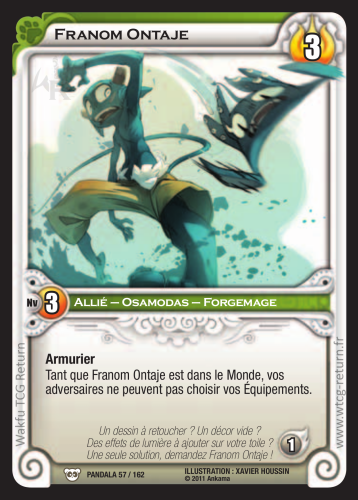 Franom Ontaje
3
Nv 3
Allié – Osamodas – Forgemage
Armurier
Tant que Franom Ontaje est dans le Monde, vos
adversaires ne peuvent pas choisir vos Équipements.
Un dessin à retoucher ? Un décor vide ?
Des effets de lumière à ajouter sur votre toile ?
Une seule solution, demandez Franom Ontaje !
1
PANDALA 57 / 162
ILLUSTRATION : XAVIER HOUSSIN
© 2011 Ankama
Wakfu TCG Return
www.wtcg-return.fr